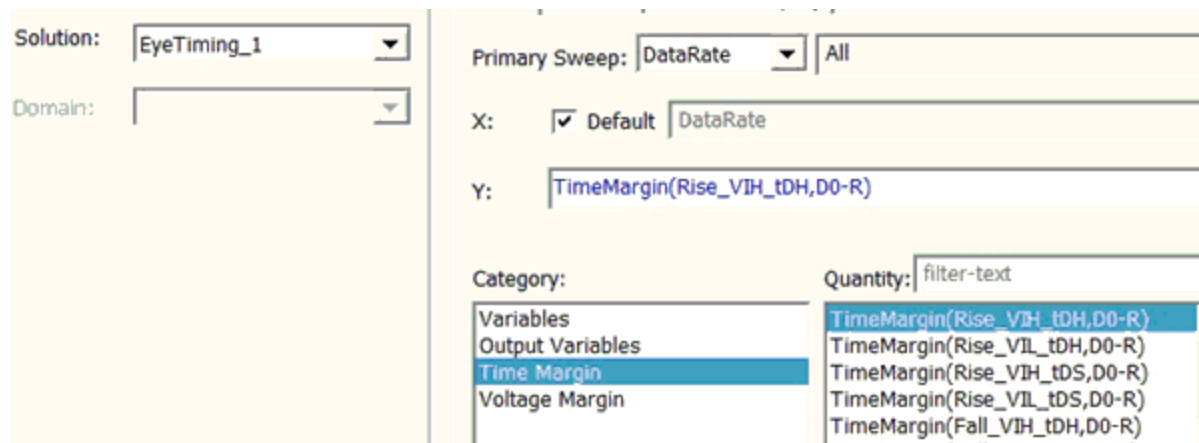 Solution: EyeTiming_1
Domain:
Primary Sweep: DataRate All
X: Default DataRate
Y: TimeMargin(Rise_VIH_tDH,D0-R)
Category:
Variables
Output Variables
Time Margin
Voltage Margin
Quantity: filter-text
TimeMargin(Rise_VIH_tDH,D0-R)
TimeMargin(Rise_VIL_tDH,D0-R)
TimeMargin(Rise_VIH_tDS,D0-R)
TimeMargin(Rise_VIL_tDS,D0-R)
TimeMargin(Fall_VIH_tDH,D0-R)